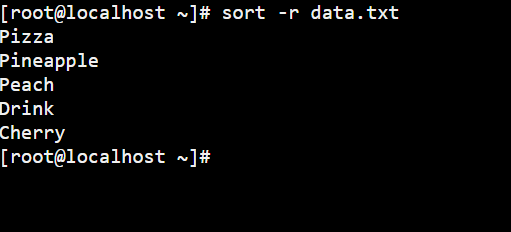 [root@localhost ~]# sort -r data.txt
Pizza
Pineapple
Peach
Drink
Cherry
[root@localhost ~]#